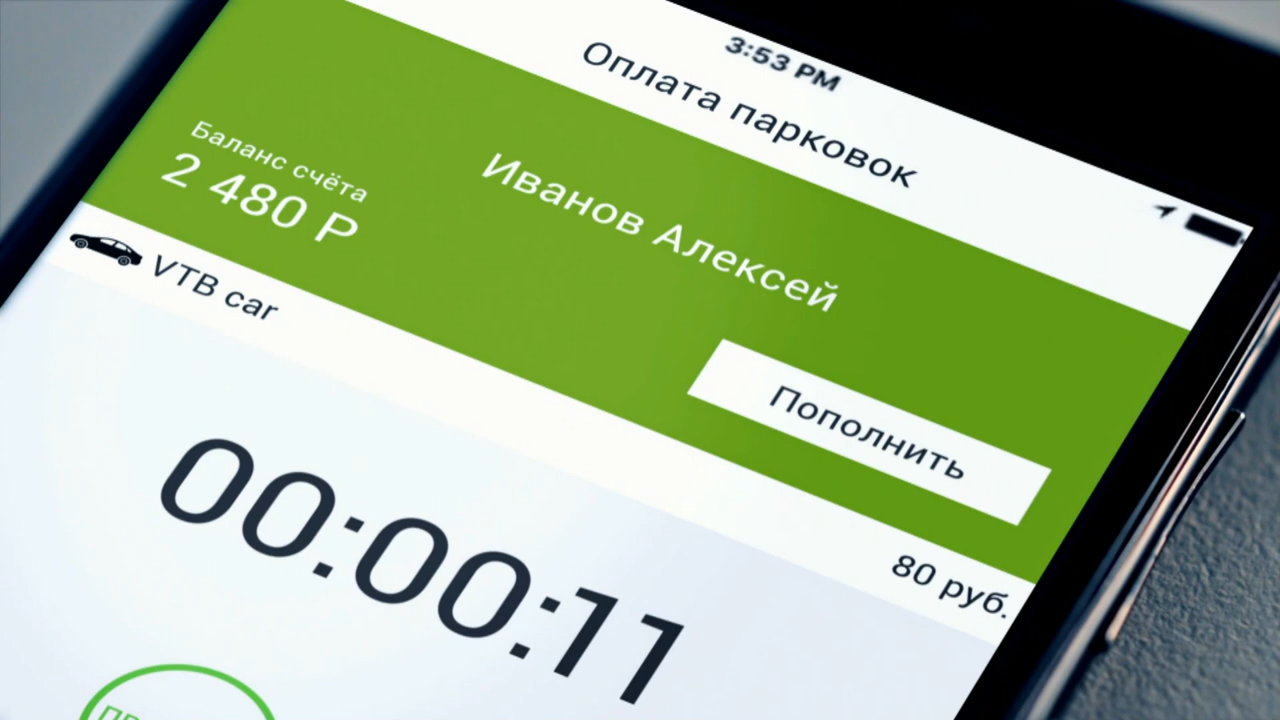 3:53 PM
Оплата парковок
Баланс счёта
2 480 Р
Иванов Алексей
Пополнить
VTB car
80 руб.
00:00:11